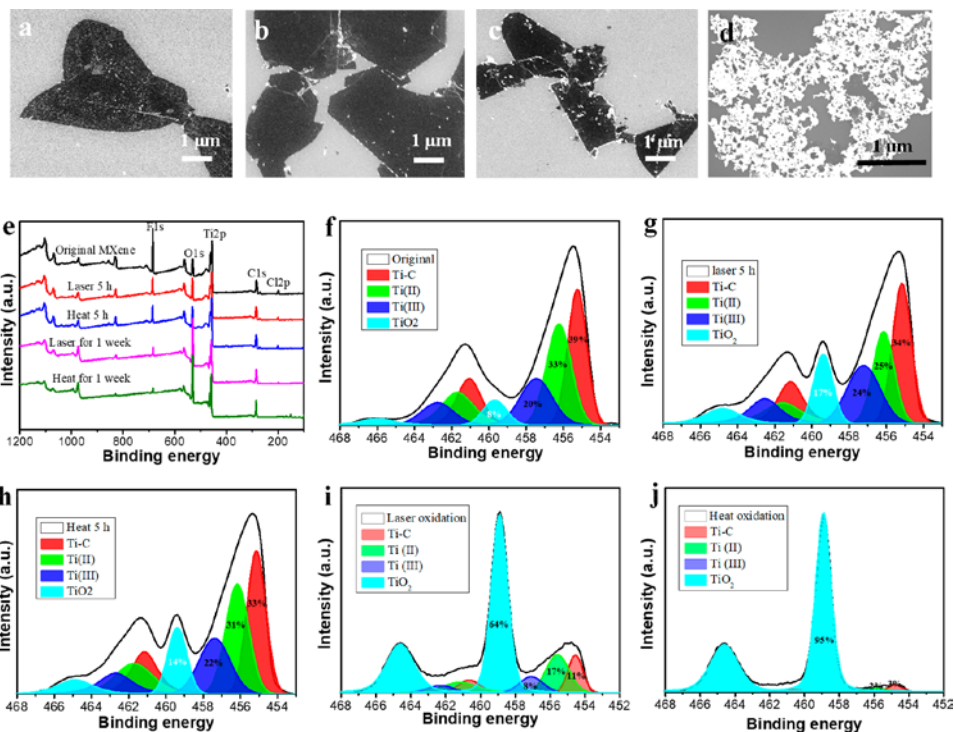 a
1 μm
b
1 μm
c
1 μm
d
1 μm
e
F1s
Ti2p
O1s
C1s
Cl2p
Original MXene
Laser 5 h
Heat 5 h
Laser for 1 week
Heat for 1 week
Intensity (a.u.)
1200 1000 800 600 400 200
Binding energy
f
Original
Ti-C
Ti(II)
Ti(III)
TiO2
39%
33%
20%
8%
Intensity (a.u.)
468 466 464 462 460 458 456 454
Binding energy
g
laser 5 h
Ti-C
Ti(II)
Ti(III)
TiO2
34%
25%
24%
17%
Intensity (a.u.)
468 466 464 462 460 458 456 454
Binding energy
h
Heat 5 h
Ti-C
Ti(II)
Ti(III)
TiO2
33%
31%
22%
14%
Intensity (a.u.)
468 466 464 462 460 458 456 454
Binding energy
i
Laser oxidation
Ti-C
Ti (II)
Ti (III)
TiO2
64%
17%
11%
8%
Intensity (a.u.)
468 466 464 462 460 458 456 454 452
Binding energy
j
Heat oxidation
Ti-C
Ti (II)
Ti (III)
TiO2
95%
Intensity (a.u.)
468 466 464 462 460 458 456 454 452
Binding energy